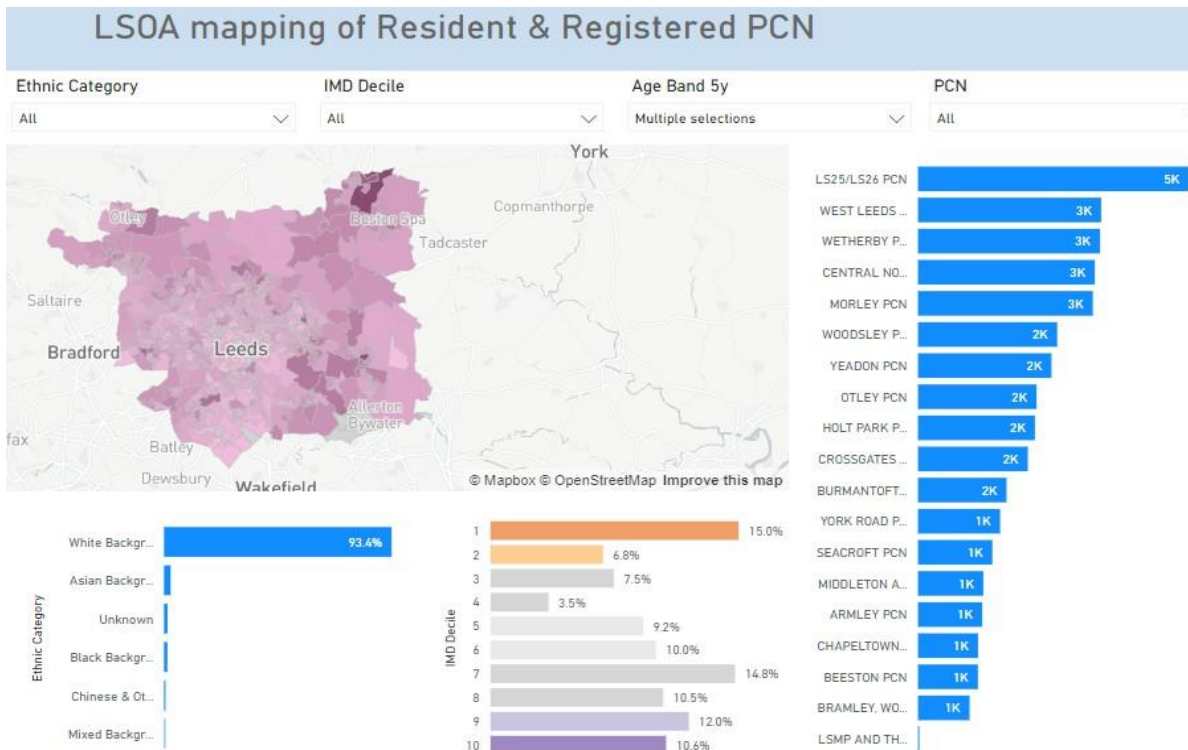 LSOA mapping of Resident & Registered PCN
Ethnic Category
IMD Decile
Age Band 5y
PCN
All
All
Multiple selections
All
York
Otley
Boston Spa
Copmanthorpe
Tadcaster
Saltaire
Bradford
Leeds
Allerton
Bywater
fax
Batley
Dewsbury
Wakefield
© Mapbox © OpenStreetMap Improve this map
LS25/LS26 PCN 5K
WEST LEEDS ... 3K
WETHERBY P... 3K
CENTRAL NO... 3K
MORLEY PCN 3K
WOODSLEY P... 2K
YEADON PCN 2K
OTLEY PCN 2K
HOLT PARK P... 2K
CROSSGATES ... 2K
BURMANTOFT... 2K
YORK ROAD P... 1K
SEACROFT PCN 1K
MIDDLETON A... 1K
ARMLEY PCN 1K
CHAPELTOWN... 1K
BEESTON PCN 1K
BRAMLEY, WO... 1K
LSMP AND TH...
Ethnic Category
White Backgr... 93.4%
Asian Backgr...
Unknown
Black Backgr...
Chinese & Ot...
Mixed Backgr...
IMD Decile
1 15.0%
2 6.8%
3 7.5%
4 3.5%
5 9.2%
6 10.0%
7 14.8%
8 10.5%
9 12.0%
10 10.6%